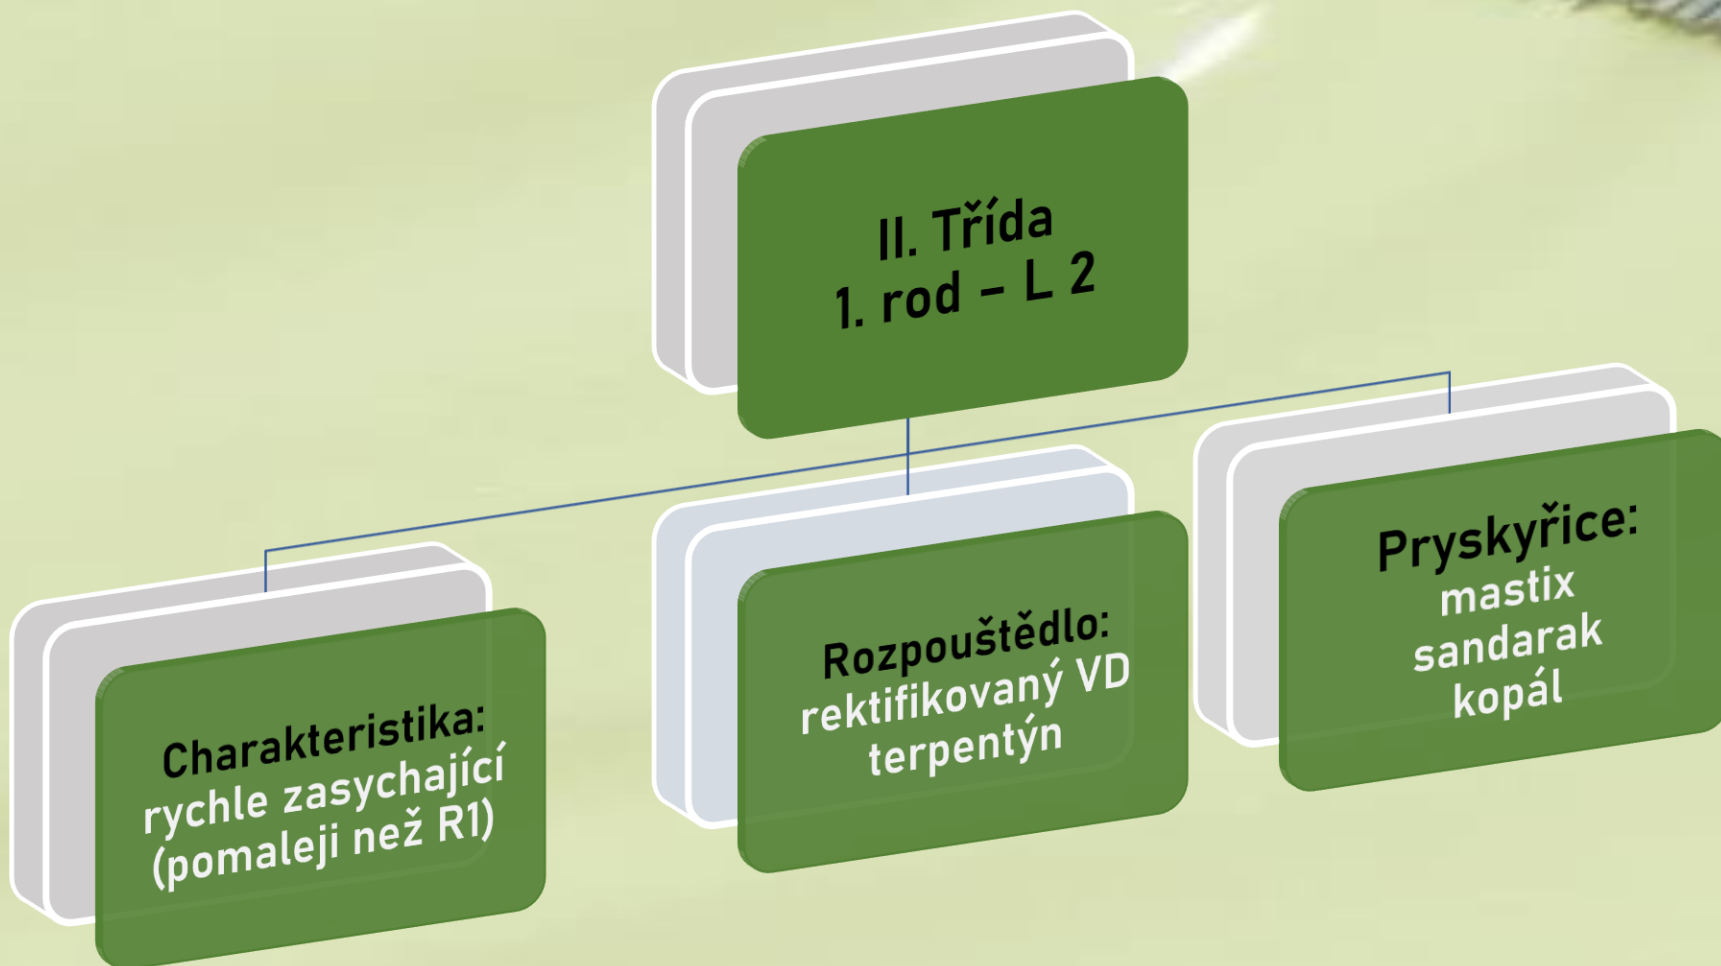 II. Třída
1. rod – L 2
Charakteristika:
rychle zasychající
(pomaleji než R1)
Rozpouštědlo:
rektifikovaný VD
terpentýn
Pryskyřice:
mastix
sandarak
kopál